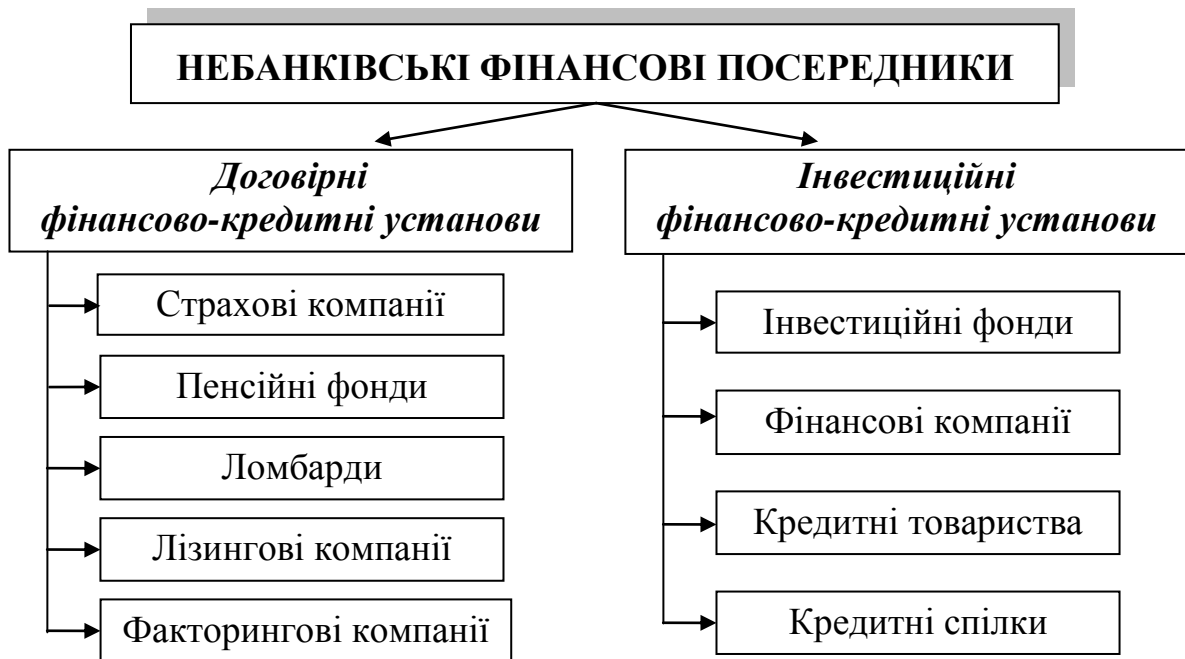 НЕБАНКІВСЬКІ ФІНАНСОВІ ПОСЕРЕДНИКИ
Договірні
фінансово-кредитні установи
Страхові компанії
Пенсійні фонди
Ломбарди
Лізингові компанії
Факторингові компанії
Інвестиційні
фінансово-кредитні установи
Інвестиційні фонди
Фінансові компанії
Кредитні товариства
Кредитні спілки